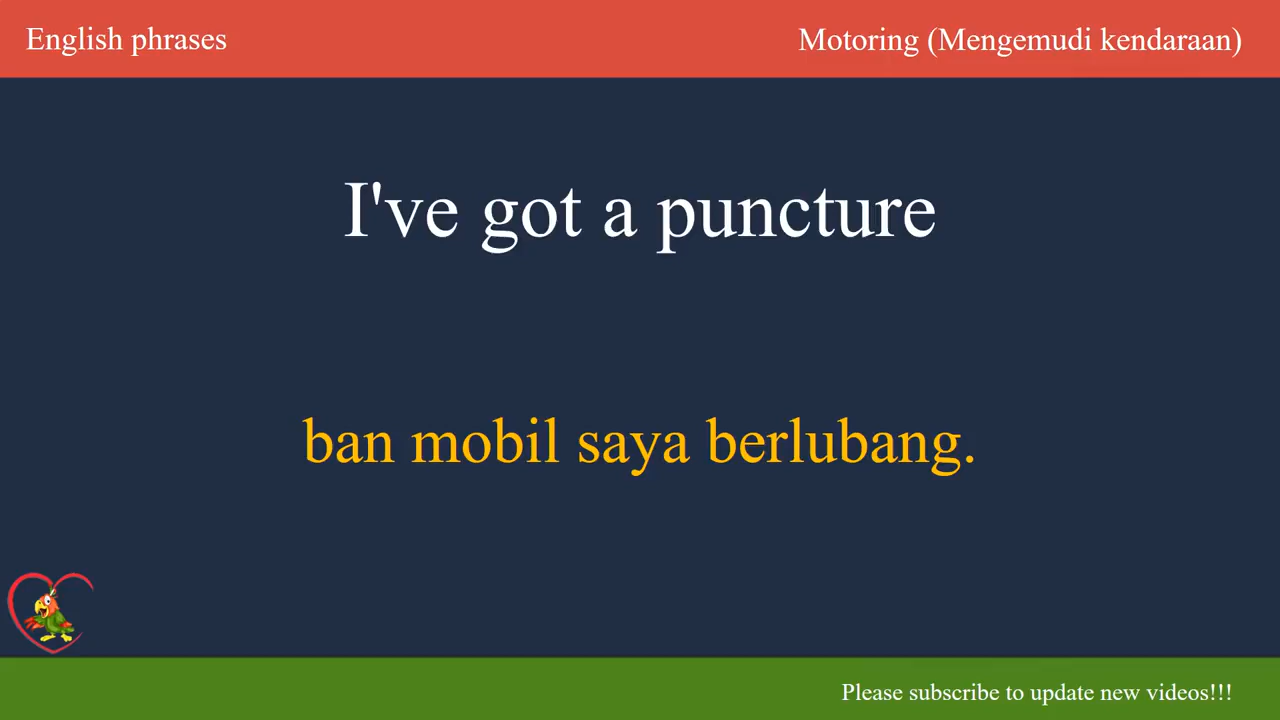 English phrases
Motoring (Mengemudi kendaraan)
I've got a puncture
ban mobil saya berlubang.
Please subscribe to update new videos!!!